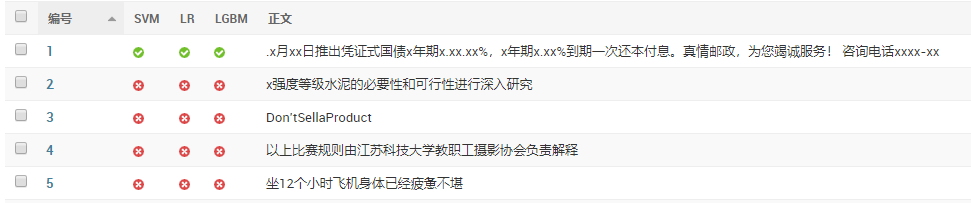 编号 SVM LR LGBM 正文
1 .x月xx日推出凭证式国债x年期x.xx.xx%，x年期x.xx%到期一次还本付息。真情邮政，为您竭诚服务！ 咨询电话xxxx-xx
2 x强度等级水泥的必要性和可行性进行深入研究
3 Don'tSellaProduct
4 以上比赛规则由江苏科技大学教职工摄影协会负责解释
5 坐12个小时飞机身体已经疲惫不堪